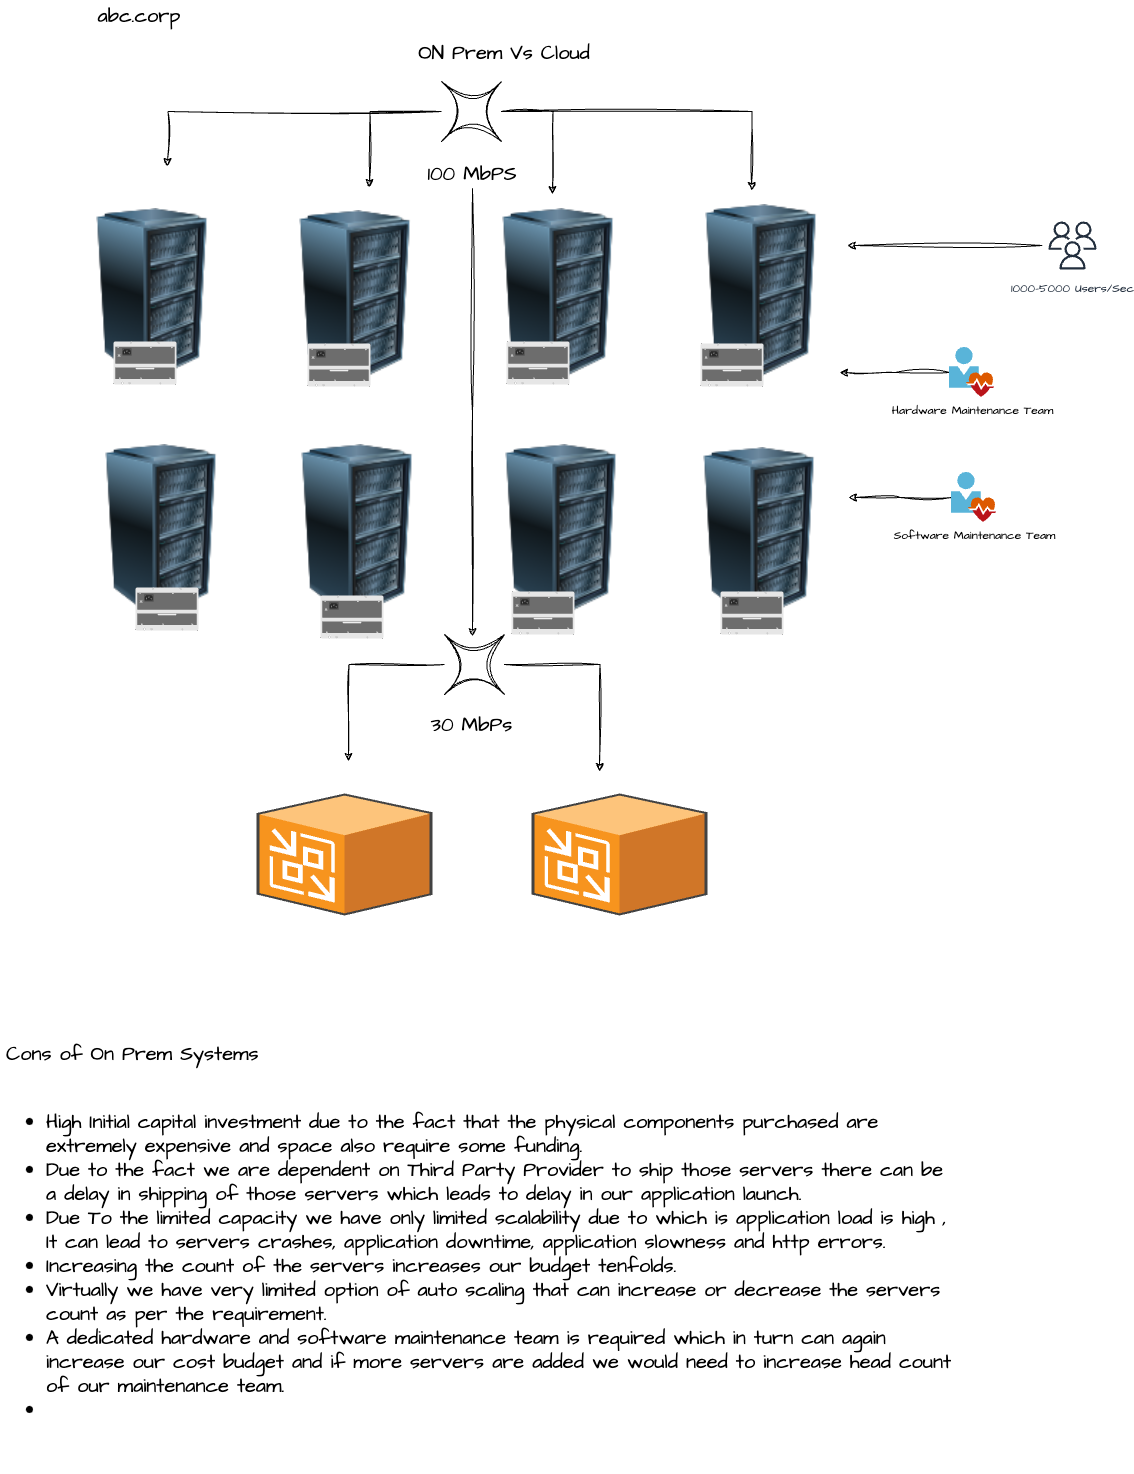 abc.corp
ON Prem Vs Cloud
100 MbPS
1000-5000 Users/Sec
Hardware Maintenance Team
Software Maintenance Team
30 MbPs
Cons of On Prem Systems
• High Initial capital investment due to the fact that the physical components purchased are
extremely expensive and space also require some funding.
• Due to the fact we are dependent on Third Party Provider to ship those servers there can be
a delay in shipping of those servers which leads to delay in our application launch.
• Due To the limited capacity we have only limited scalability due to which is application load is high ,
It can lead to servers crashes, application downtime, application slowness and http errors.
• Increasing the count of the servers increases our budget tenfolds.
• Virtually we have very limited option of auto scaling that can increase or decrease the servers
count as per the requirement.
• A dedicated hardware and software maintenance team is required which in turn can again
increase our cost budget and if more servers are added we would need to increase head count
of our maintenance team.
•